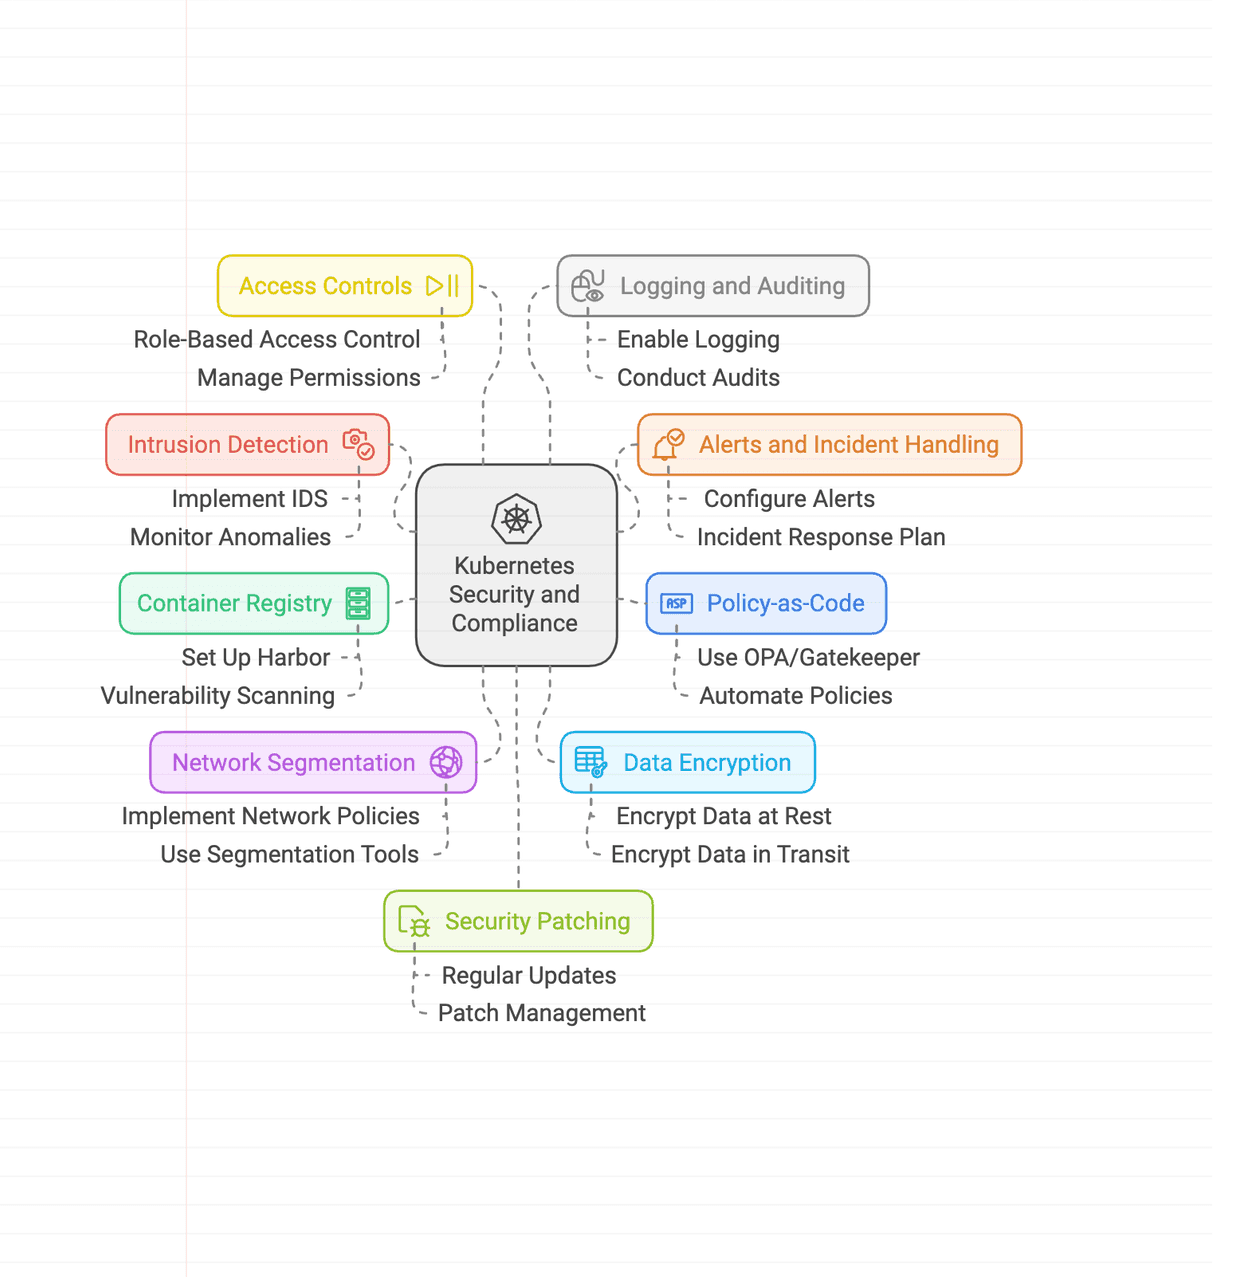 Access Controls
Role-Based Access Control
Manage Permissions
Logging and Auditing
Enable Logging
Conduct Audits
Intrusion Detection
Implement IDS
Monitor Anomalies
Alerts and Incident Handling
Configure Alerts
Incident Response Plan
Kubernetes
Security and
Compliance
Container Registry
Set Up Harbor
Vulnerability Scanning
ASP
Policy-as-Code
Use OPA/Gatekeeper
Automate Policies
Network Segmentation
Implement Network Policies
Use Segmentation Tools
Data Encryption
Encrypt Data at Rest
Encrypt Data in Transit
Security Patching
Regular Updates
Patch Management